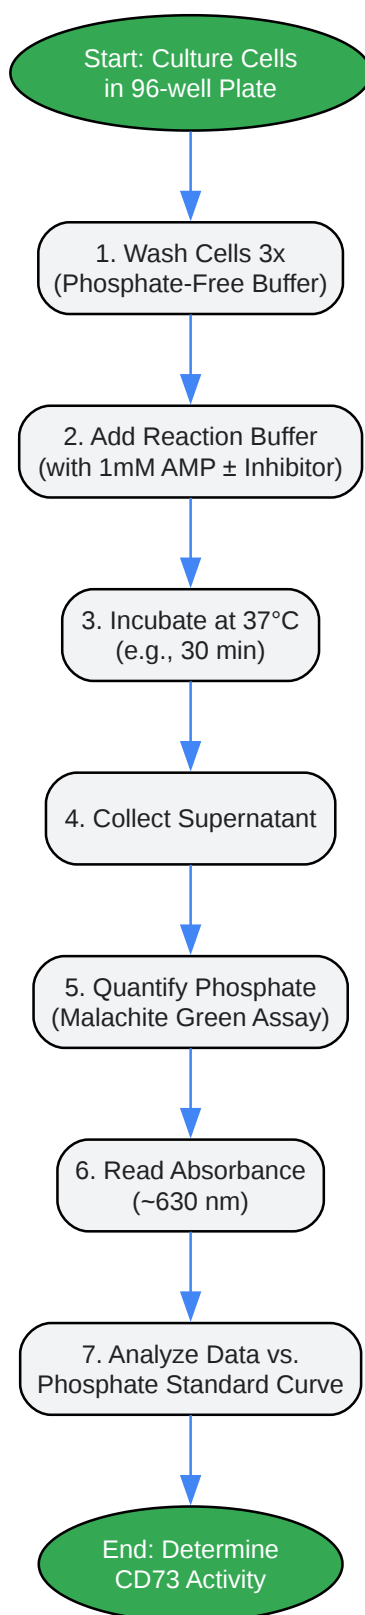 Start: Culture Cells
in 96-well Plate
1. Wash Cells 3x
(Phosphate-Free Buffer)
2. Add Reaction Buffer
(with 1mM AMP ± Inhibitor)
3. Incubate at 37°C
(e.g., 30 min)
4. Collect Supernatant
5. Quantify Phosphate
(Malachite Green Assay)
6. Read Absorbance
(~630 nm)
7. Analyze Data vs.
Phosphate Standard Curve
End: Determine
CD73 Activity